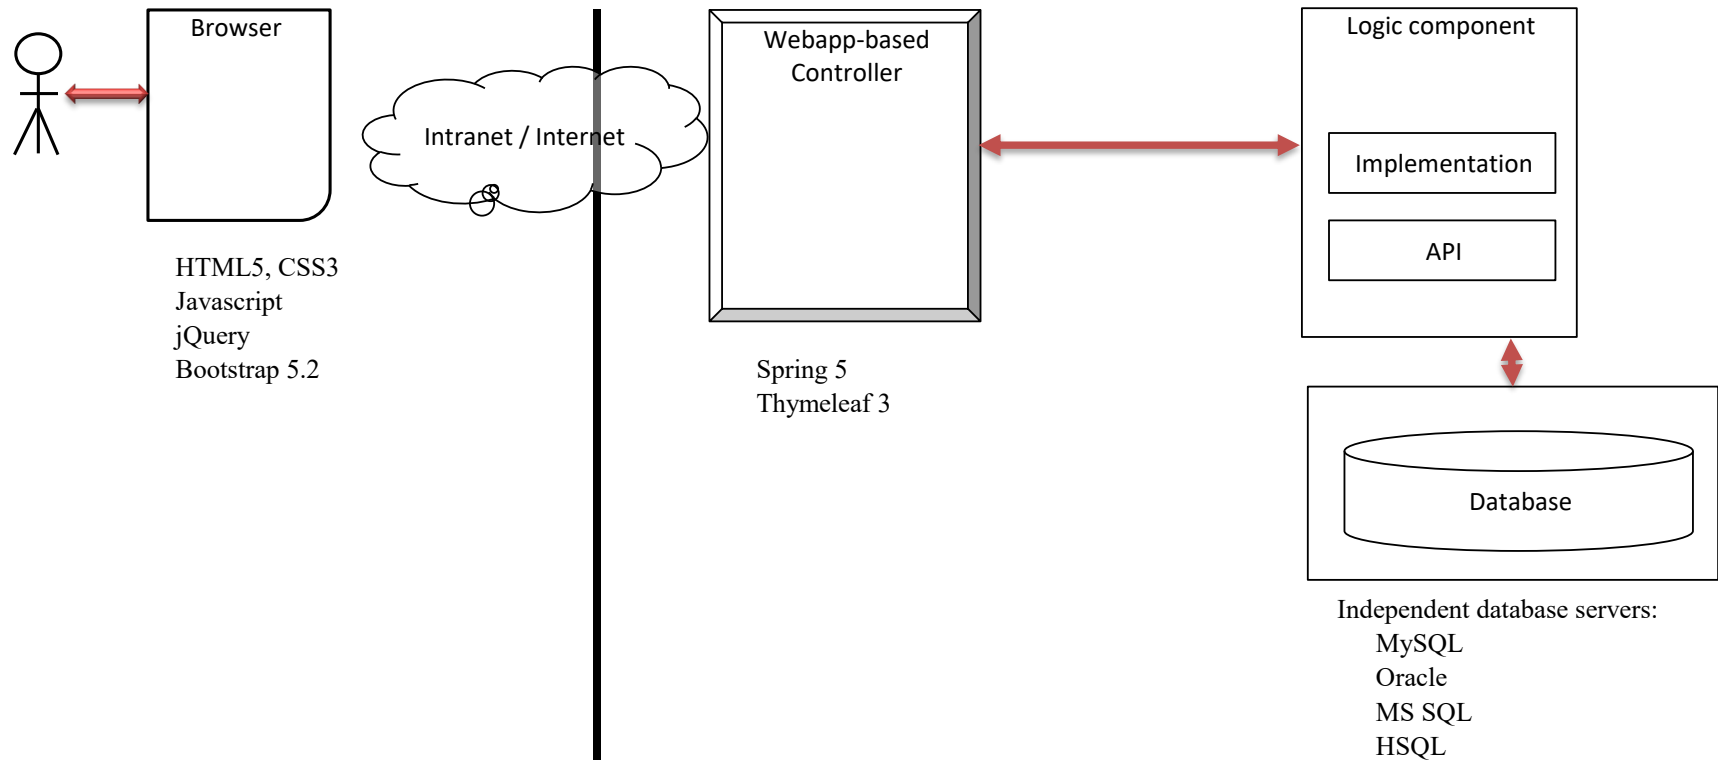 Browser
Intranet / Internet
HTML5, CSS3
Javascript
jQuery
Bootstrap 5.2
Webapp-based
Controller
Spring 5
Thymeleaf 3
Logic component
Implementation
API
Database
Independent database servers:
MySQL
Oracle
MS SQL
HSQL